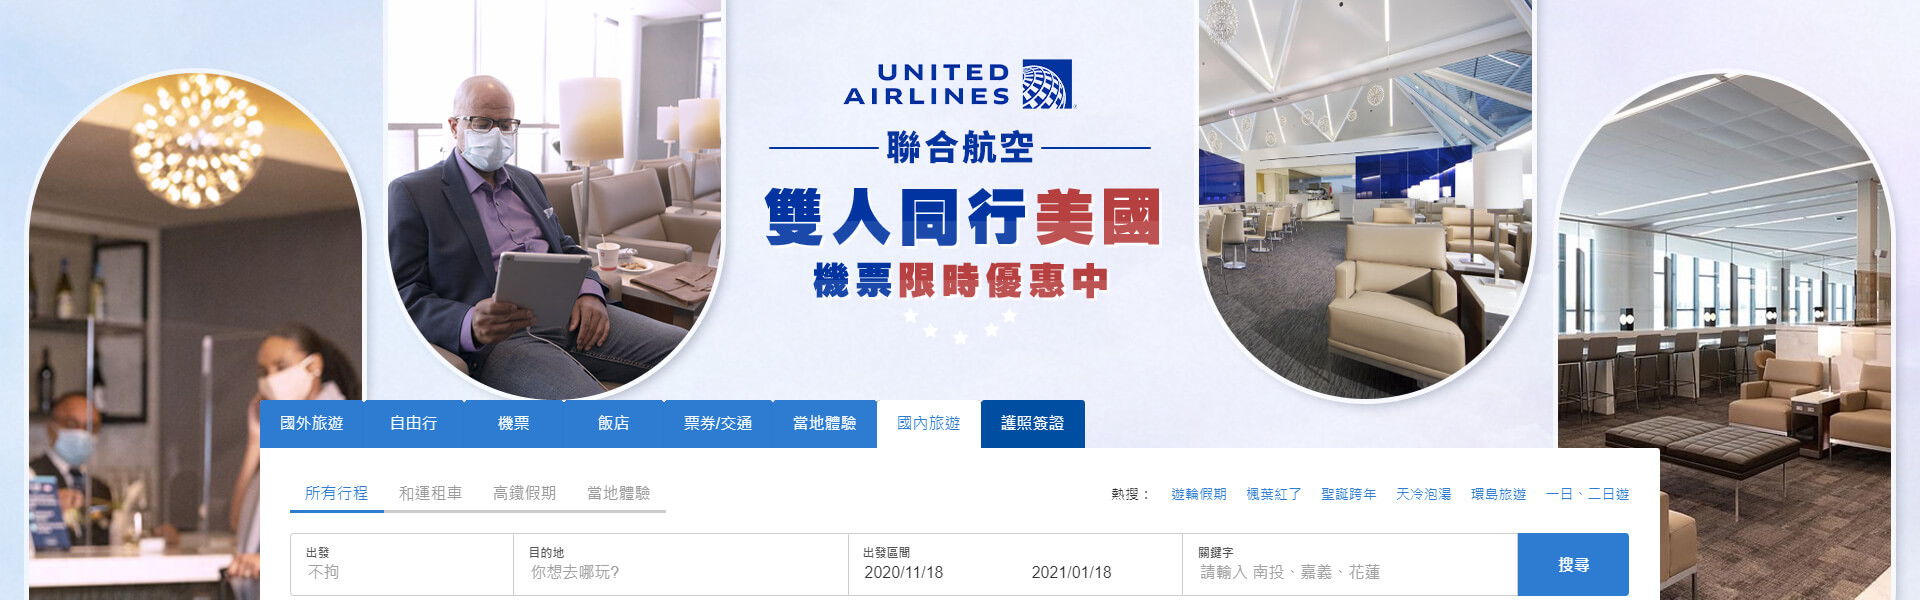 UNITED
AIRLINES
聯合航空
雙人同行美國
機票限時優惠中
國外旅遊 自由行 機票 飯店 票券/交通 當地體驗 國內旅遊 護照簽證
所有行程 和運租車 高鐵假期 當地體驗
熱搜： 遊輪假期 楓葉紅了 聖誕跨年 天冷泡湯 環島旅遊 一日、二日遊
出發 目的地 出發區間 關鍵字
不拘 你想去哪玩? 2020/11/18 2021/01/18 請輸入 南投、嘉義、花蓮
搜尋